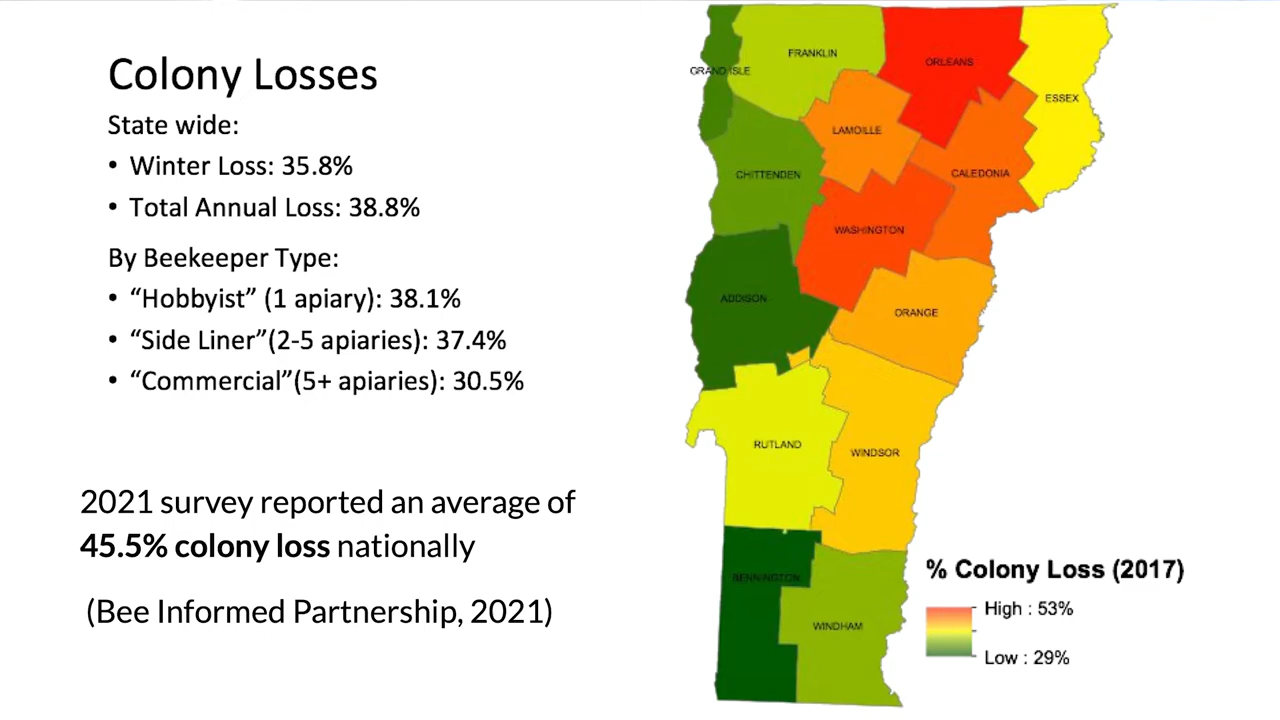 Colony Losses
State wide:
• Winter Loss: 35.8%
• Total Annual Loss: 38.8%
By Beekeeper Type:
• “Hobbyist” (1 apiary): 38.1%
• “Side Liner”(2-5 apiaries): 37.4%
• “Commercial”(5+ apiaries): 30.5%
2021 survey reported an average of
45.5% colony loss nationally
(Bee Informed Partnership, 2021)
FRANKLIN
ORLEANS
GRAND ISLE
ESSEX
LAMOILLE
CHITTENDEN
CALEDONIA
WASHINGTON
ADDISON
ORANGE
RUTLAND
WINDSOR
BENNINGTON
WINDHAM
% Colony Loss (2017)
High : 53%
Low : 29%